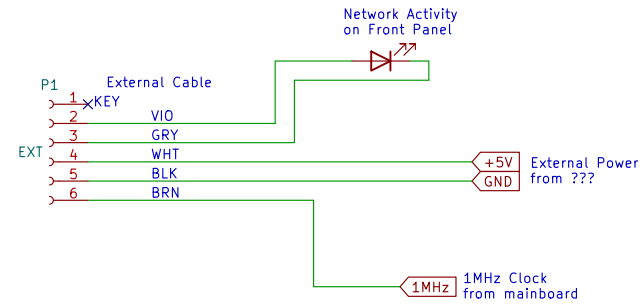 Network Activity
on Front Panel
P1
External Cable
1
KEY
2
VIO
3
GRY
EXT
4
WHT
+5V
External Power
5
BLK
GND
from ???
6
BRN
1MHz
1MHz Clock
from mainboard